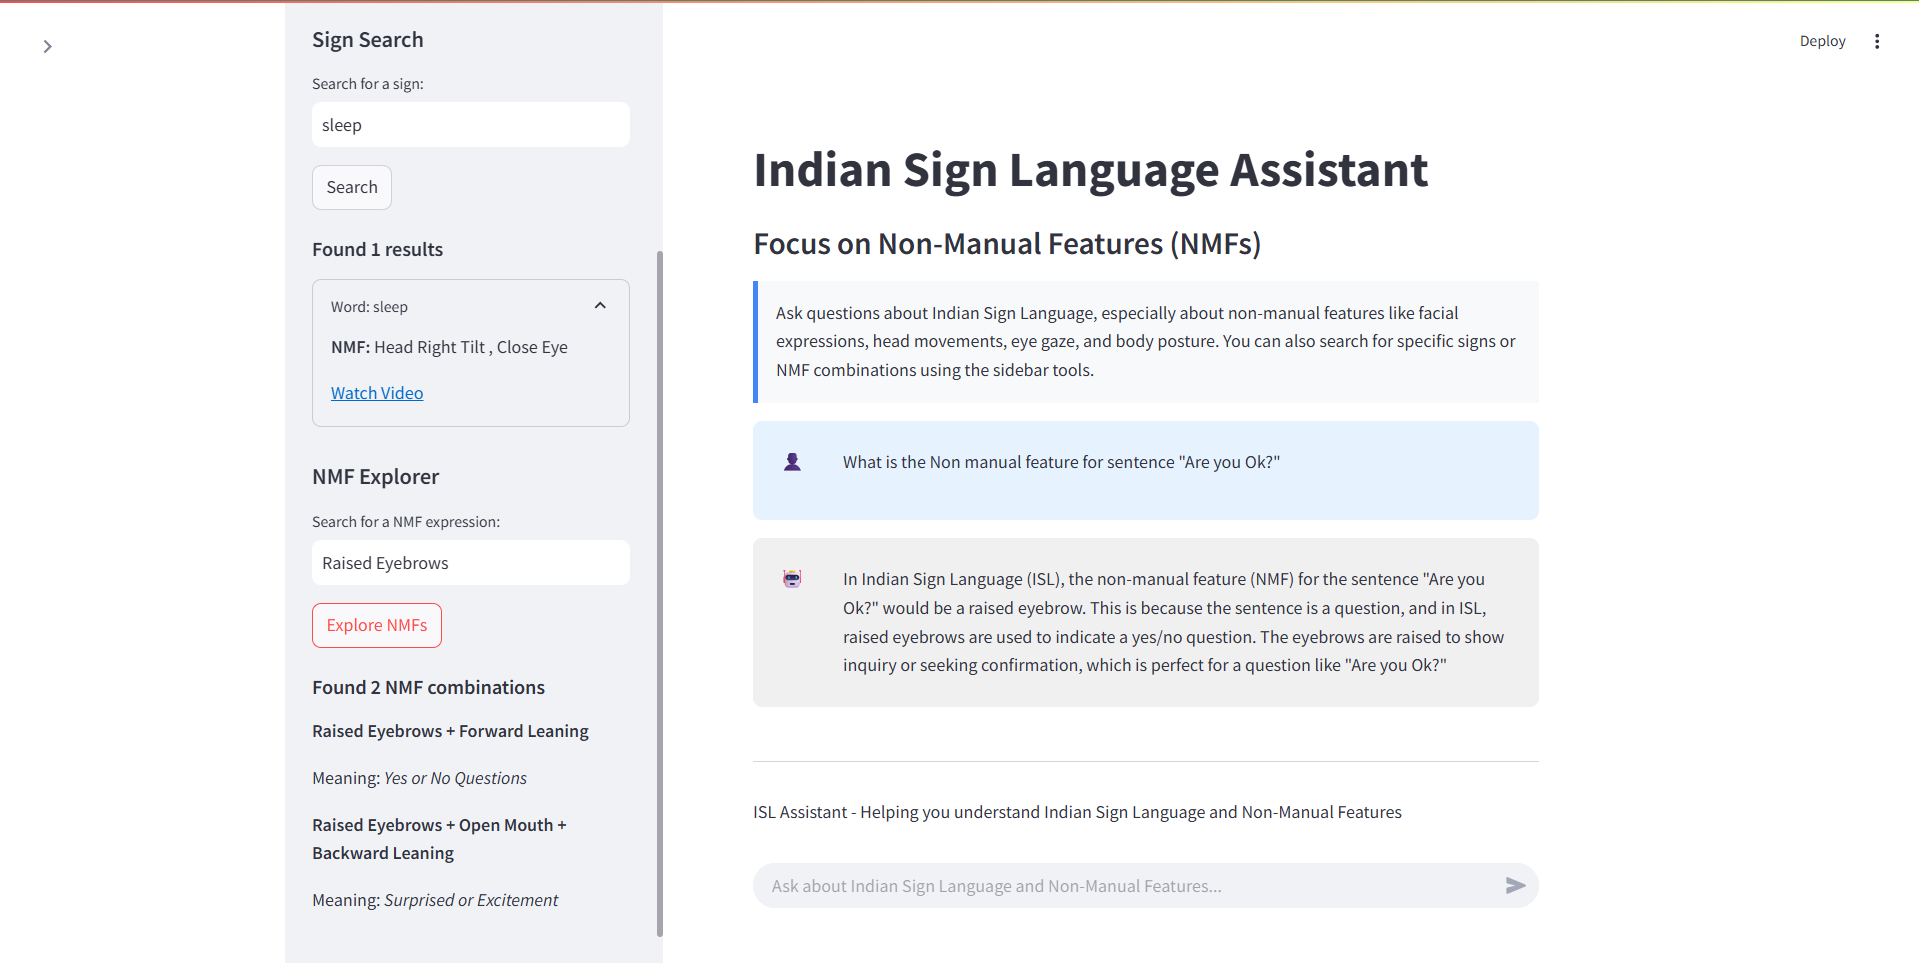 Sign Search
Search for a sign:
sleep
Search
Found 1 results
Word: sleep
NMF: Head Right Tilt , Close Eye
Watch Video
NMF Explorer
Search for a NMF expression:
Raised Eyebrows
Explore NMFs
Found 2 NMF combinations
Raised Eyebrows + Forward Leaning
Meaning: Yes or No Questions
Raised Eyebrows + Open Mouth +
Backward Leaning
Meaning: Surprised or Excitement
Deploy
Indian Sign Language Assistant
Focus on Non-Manual Features (NMFs)
Ask questions about Indian Sign Language, especially about non-manual features like facial
expressions, head movements, eye gaze, and body posture. You can also search for specific signs or
NMF combinations using the sidebar tools.
What is the Non manual feature for sentence "Are you Ok?"
In Indian Sign Language (ISL), the non-manual feature (NMF) for the sentence "Are you
Ok?" would be a raised eyebrow. This is because the sentence is a question, and in ISL,
raised eyebrows are used to indicate a yes/no question. The eyebrows are raised to show
inquiry or seeking confirmation, which is perfect for a question like "Are you Ok?"
ISL Assistant - Helping you understand Indian Sign Language and Non-Manual Features
Ask about Indian Sign Language and Non-Manual Features...